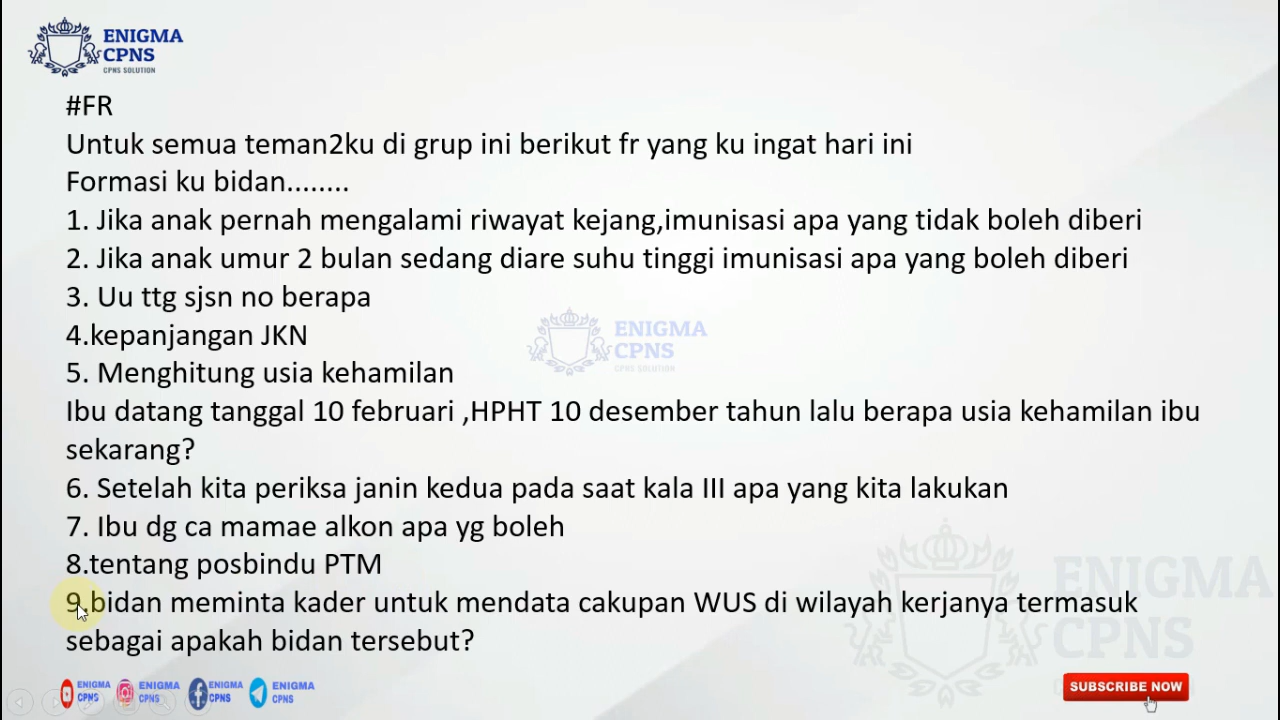 ENIGMA
CPNS
CPNS SOLUTION
#FR
Untuk semua teman2ku di grup ini berikut fr yang ku ingat hari ini
Formasi ku bidan........
1. Jika anak pernah mengalami riwayat kejang,imunisasi apa yang tidak boleh diberi
2. Jika anak umur 2 bulan sedang diare suhu tinggi imunisasi apa yang boleh diberi
3. Uu ttg sjsn no berapa
4.kepanjangan JKN
ENIGMA
CPNS
CPNS SOLUTION
5. Menghitung usia kehamilan
Ibu datang tanggal 10 februari ,HPHT 10 desember tahun lalu berapa usia kehamilan ibu
sekarang?
6. Setelah kita periksa janin kedua pada saat kala III apa yang kita lakukan
7. Ibu dg ca mamae alkon apa yg boleh
8.tentang posbindu PTM
9.bidan meminta kader untuk mendata cakupan WUS di wilayah kerjanya termasuk
sebagai apakah bidan tersebut?
ENIGMA
CPNS
ENIGMA CPNS
ENIGMA CPNS
ENIGMA CPNS
ENIGMA CPNS
SUBSCRIBE NOW